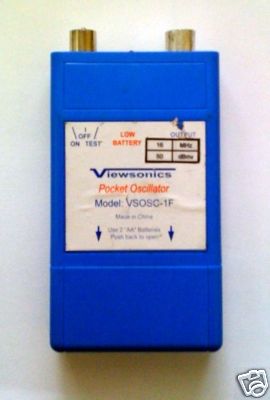 OFF
ON TEST
LOW
BATTERY
OUTPUT
16 MHz
50 dBmv
Viewsonics
Pocket Oscillator
Model: VSOSC-1F
Made in China
Use 2 "AA" Batteries
Push back to open